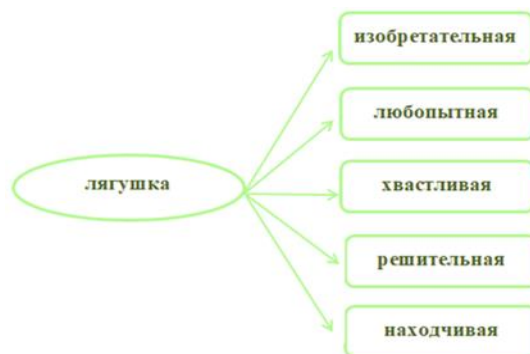 изобретательная
любопытная
лягушка
хвастливая
решительная
находчивая